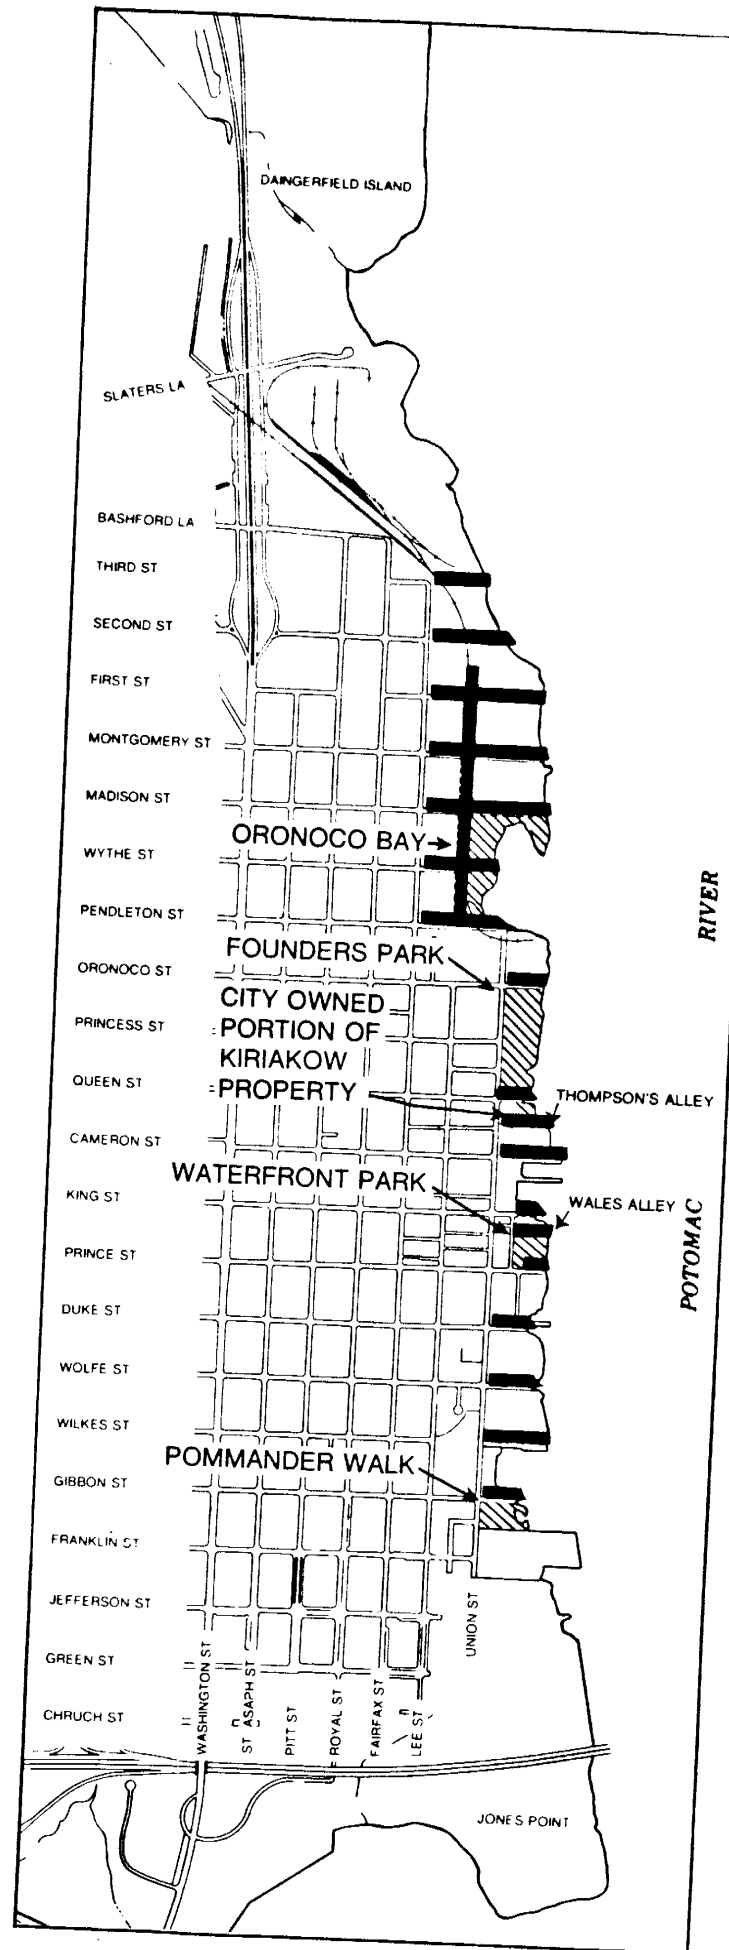 DAINGERFIELD ISLAND
SLATERS LA
BASHFORD LA
THIRD ST
SECOND ST
FIRST ST
MONTGOMERY ST
MADISON ST
ORONOCO BAY
WYTHE ST
RIVER
PENDLETON ST
FOUNDERS PARK
ORONOCO ST
CITY OWNED
PORTION OF
KIRIAKOW
PROPERTY
PRINCESS ST
QUEEN ST
THOMPSON'S ALLEY
CAMERON ST
WATERFRONT PARK
KING ST
WALES ALLEY
PRINCE ST
POTOMAC
DUKE ST
WOLFE ST
WILKES ST
POMMANDER WALK
GIBBON ST
FRANKLIN ST
JEFFERSON ST
UNION ST
GREEN ST
CHRUCH ST
WASHINGTON ST
ST ASAPH ST
PITT ST
ROYAL ST
FAIRFAX ST
LEE ST
JONES POINT